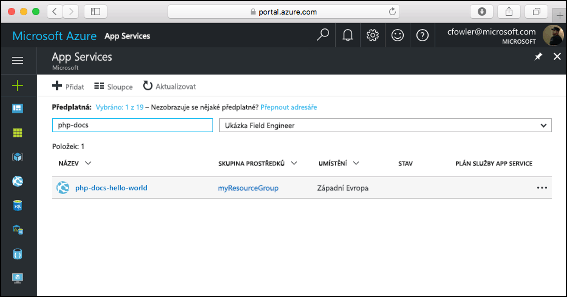 portal.azure.com
Microsoft Azure App Services
cfowler@microsoft.com
MICROSOFT
App Services
Microsoft
Přidat Sloupce Aktualizovat
Předplatná: Vybráno: 1 z 19 – Nezobrazuje se nějaké předplatné? Přepnout adresáře
php-docs Ukázka Field Engineer
Položek: 1
NÁZEV SKUPINA PROSTŘEDKŮ UMÍSTĚNÍ STAV PLÁN SLUŽBY APP SERVICE
php-docs-hello-world myResourceGroup Západní Evropa